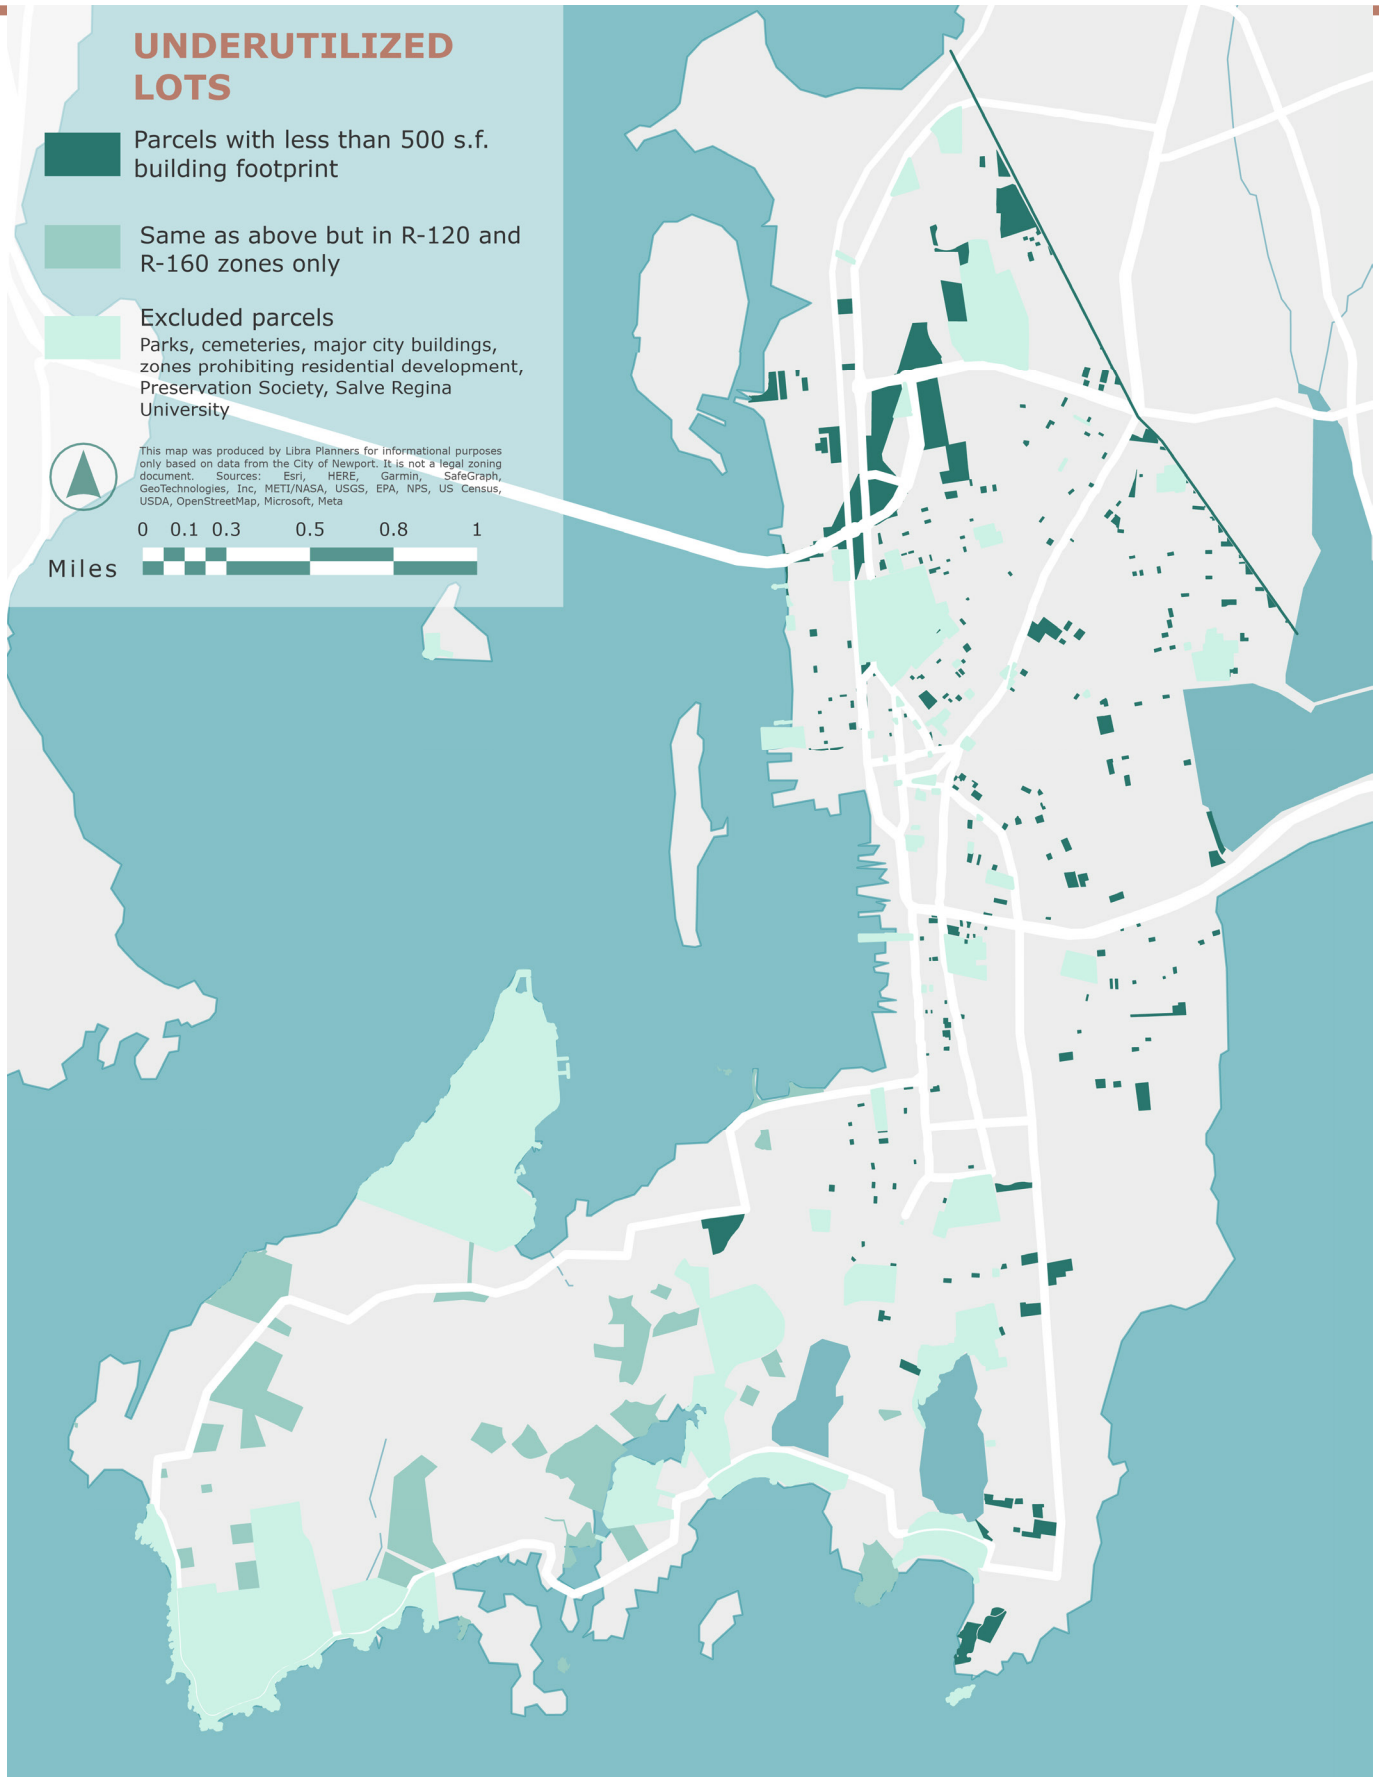 UNDERUTILIZED
LOTS
Parcels with less than 500 s.f.
building footprint
Same as above but in R-120 and
R-160 zones only
Excluded parcels
Parks, cemeteries, major city buildings,
zones prohibiting residential development,
Preservation Society, Salve Regina
University
This map was produced by Libra Planners for informational purposes
only based on data from the City of Newport. It is not a legal zoning
document. Sources: Esri, HERE, Garmin, SafeGraph,
GeoTechnologies, Inc, METI/NASA, USGS, EPA, NPS, US Census,
USDA, OpenStreetMap, Microsoft, Meta
0 0.1 0.3 0.5 0.8 1
Miles